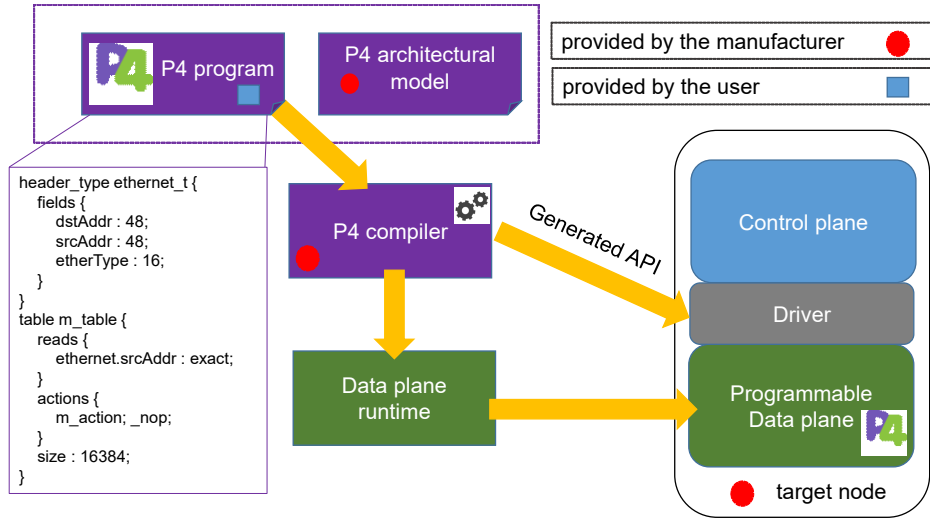 P4
P4 program
P4 architectural
model
provided by the manufacturer
provided by the user
header_type ethernet_t {
fields {
dstAddr : 48;
srcAddr : 48;
etherType : 16;
}
}
table m_table {
reads {
ethernet.srcAddr : exact;
}
actions {
m_action; _nop;
}
size : 16384;
}
P4 compiler
Generated API
Data plane
runtime
Control plane
Driver
Programmable
Data plane
P4
target node